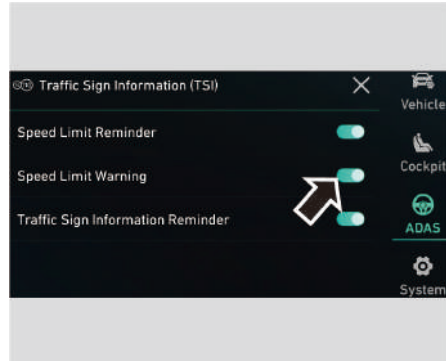 Traffic Sign Information (TSI)
Speed Limit Reminder
Speed Limit Warning
Traffic Sign Information Reminder
Vehicle
Cockpit
ADAS
System